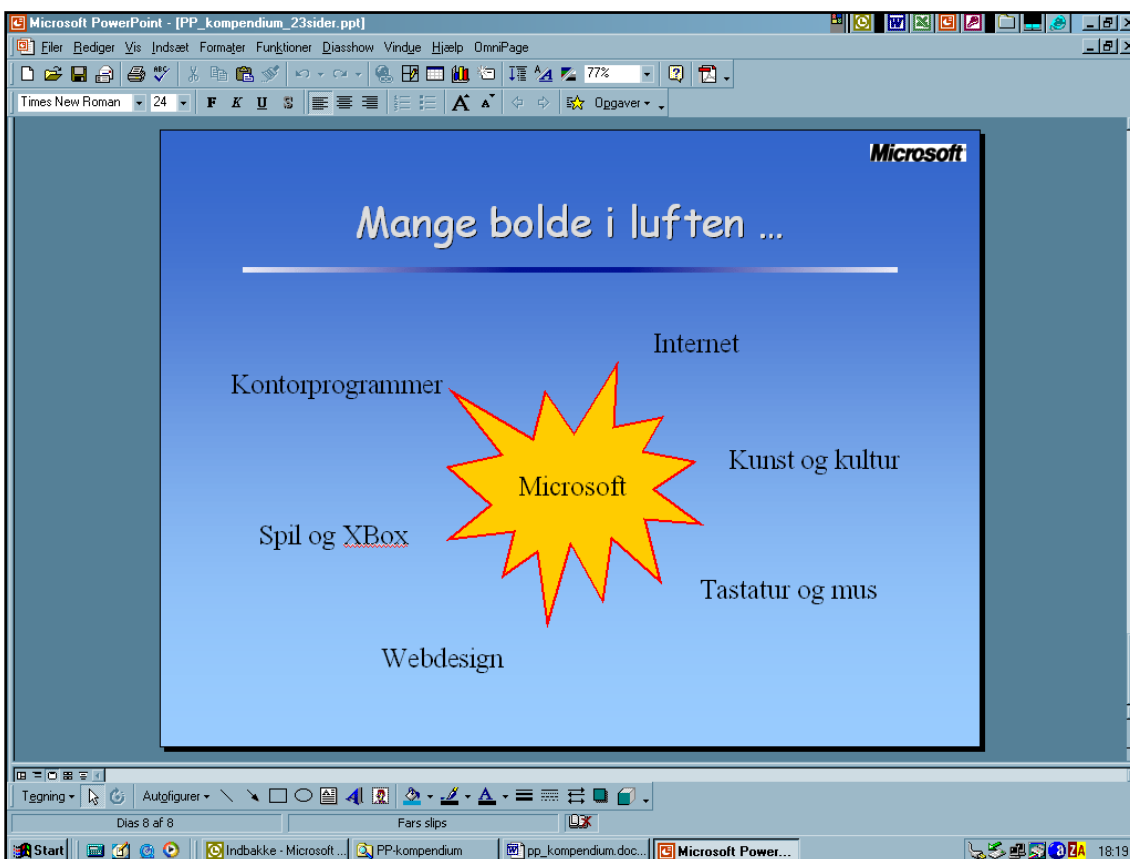 Microsoft PowerPoint - [PP_kompendium_23sider.ppt]
Filer Rediger Vis Indsæt Formater Funktioner Diasshow Vindue Hjælp OmniPage
77%
Times New Roman 24 F K U S A A Opgaver
Microsoft
Mange bolde i luften ...
Internet
Kontorprogrammer
Kunst og kultur
Microsoft
Spil og XBox
Tastatur og mus
Webdesign
Tegning Autofigurer
Dias 8 af 8 Fars slips
Start Indbakke - Microsoft ... PP-kompendium pp_kompendium.doc... Microsoft Power... 18:19